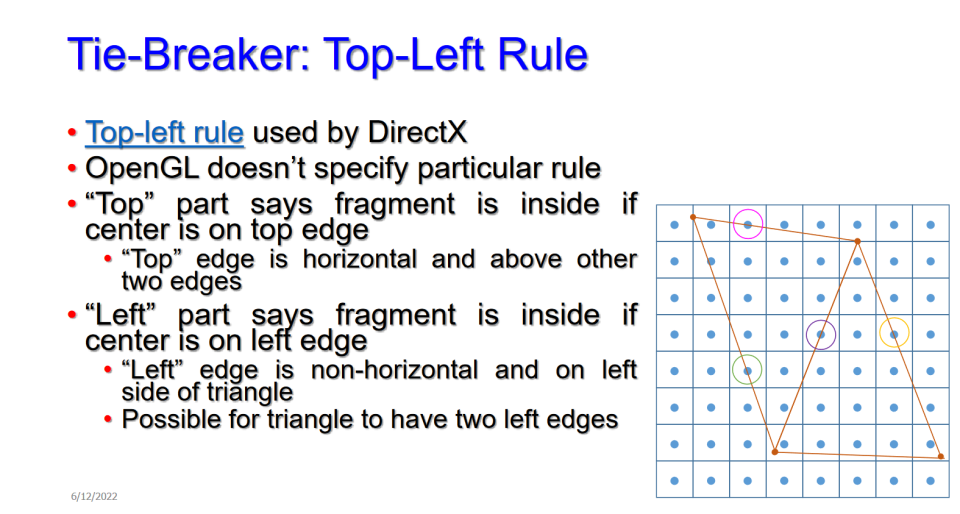 Tie-Breaker: Top-Left Rule
• Top-left rule used by DirectX
• OpenGL doesn’t specify particular rule
• “Top” part says fragment is inside if
center is on top edge
• “Top” edge is horizontal and above other
two edges
• “Left” part says fragment is inside if
center is on left edge
• “Left” edge is non-horizontal and on left
side of triangle
• Possible for triangle to have two left edges
6/12/2022